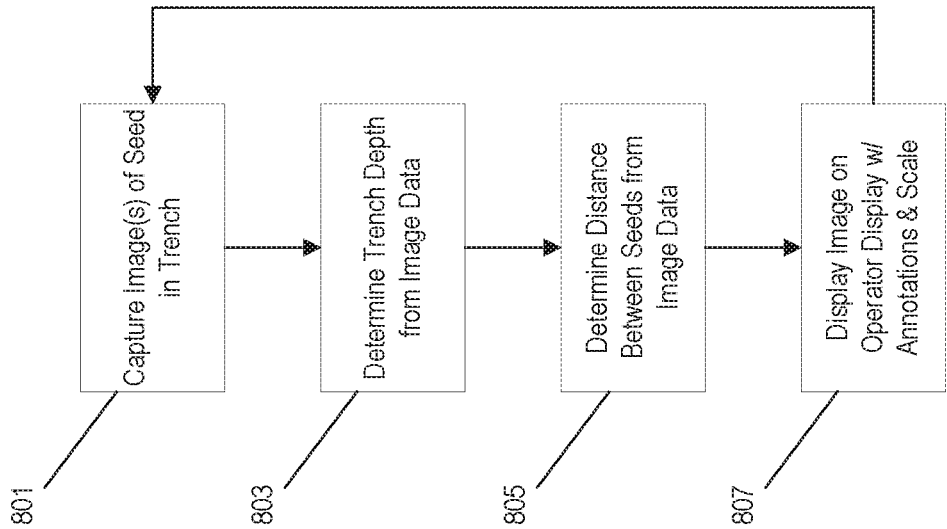 801
Capture Image(s) of Seed
in Trench
803
Determine Trench Depth
from Image Data
805
Determine Distance
Between Seeds from
Image Data
807
Display Image on
Operator Display w/
Annotations & Scale